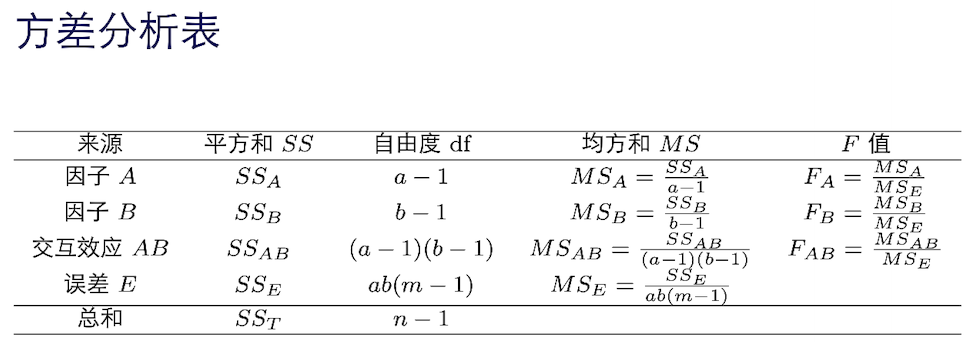 方差分析表
来源 平方和 SS 自由度 df 均方和 MS F 值
因子 A SS_A a − 1 MS_A = \frac{SS_A}{a−1} F_A = \frac{MS_A}{MS_E}
因子 B SS_B b − 1 MS_B = \frac{SS_B}{b−1} F_B = \frac{MS_B}{MS_E}
交互效应 AB SS_{AB} (a − 1)(b − 1) MS_{AB} = \frac{SS_{AB}}{(a−1)(b−1)} F_{AB} = \frac{MS_{AB}}{MS_E}
误差 E SS_E ab(m − 1) MS_E = \frac{SS_E}{ab(m−1)}
总和 SS_T n − 1